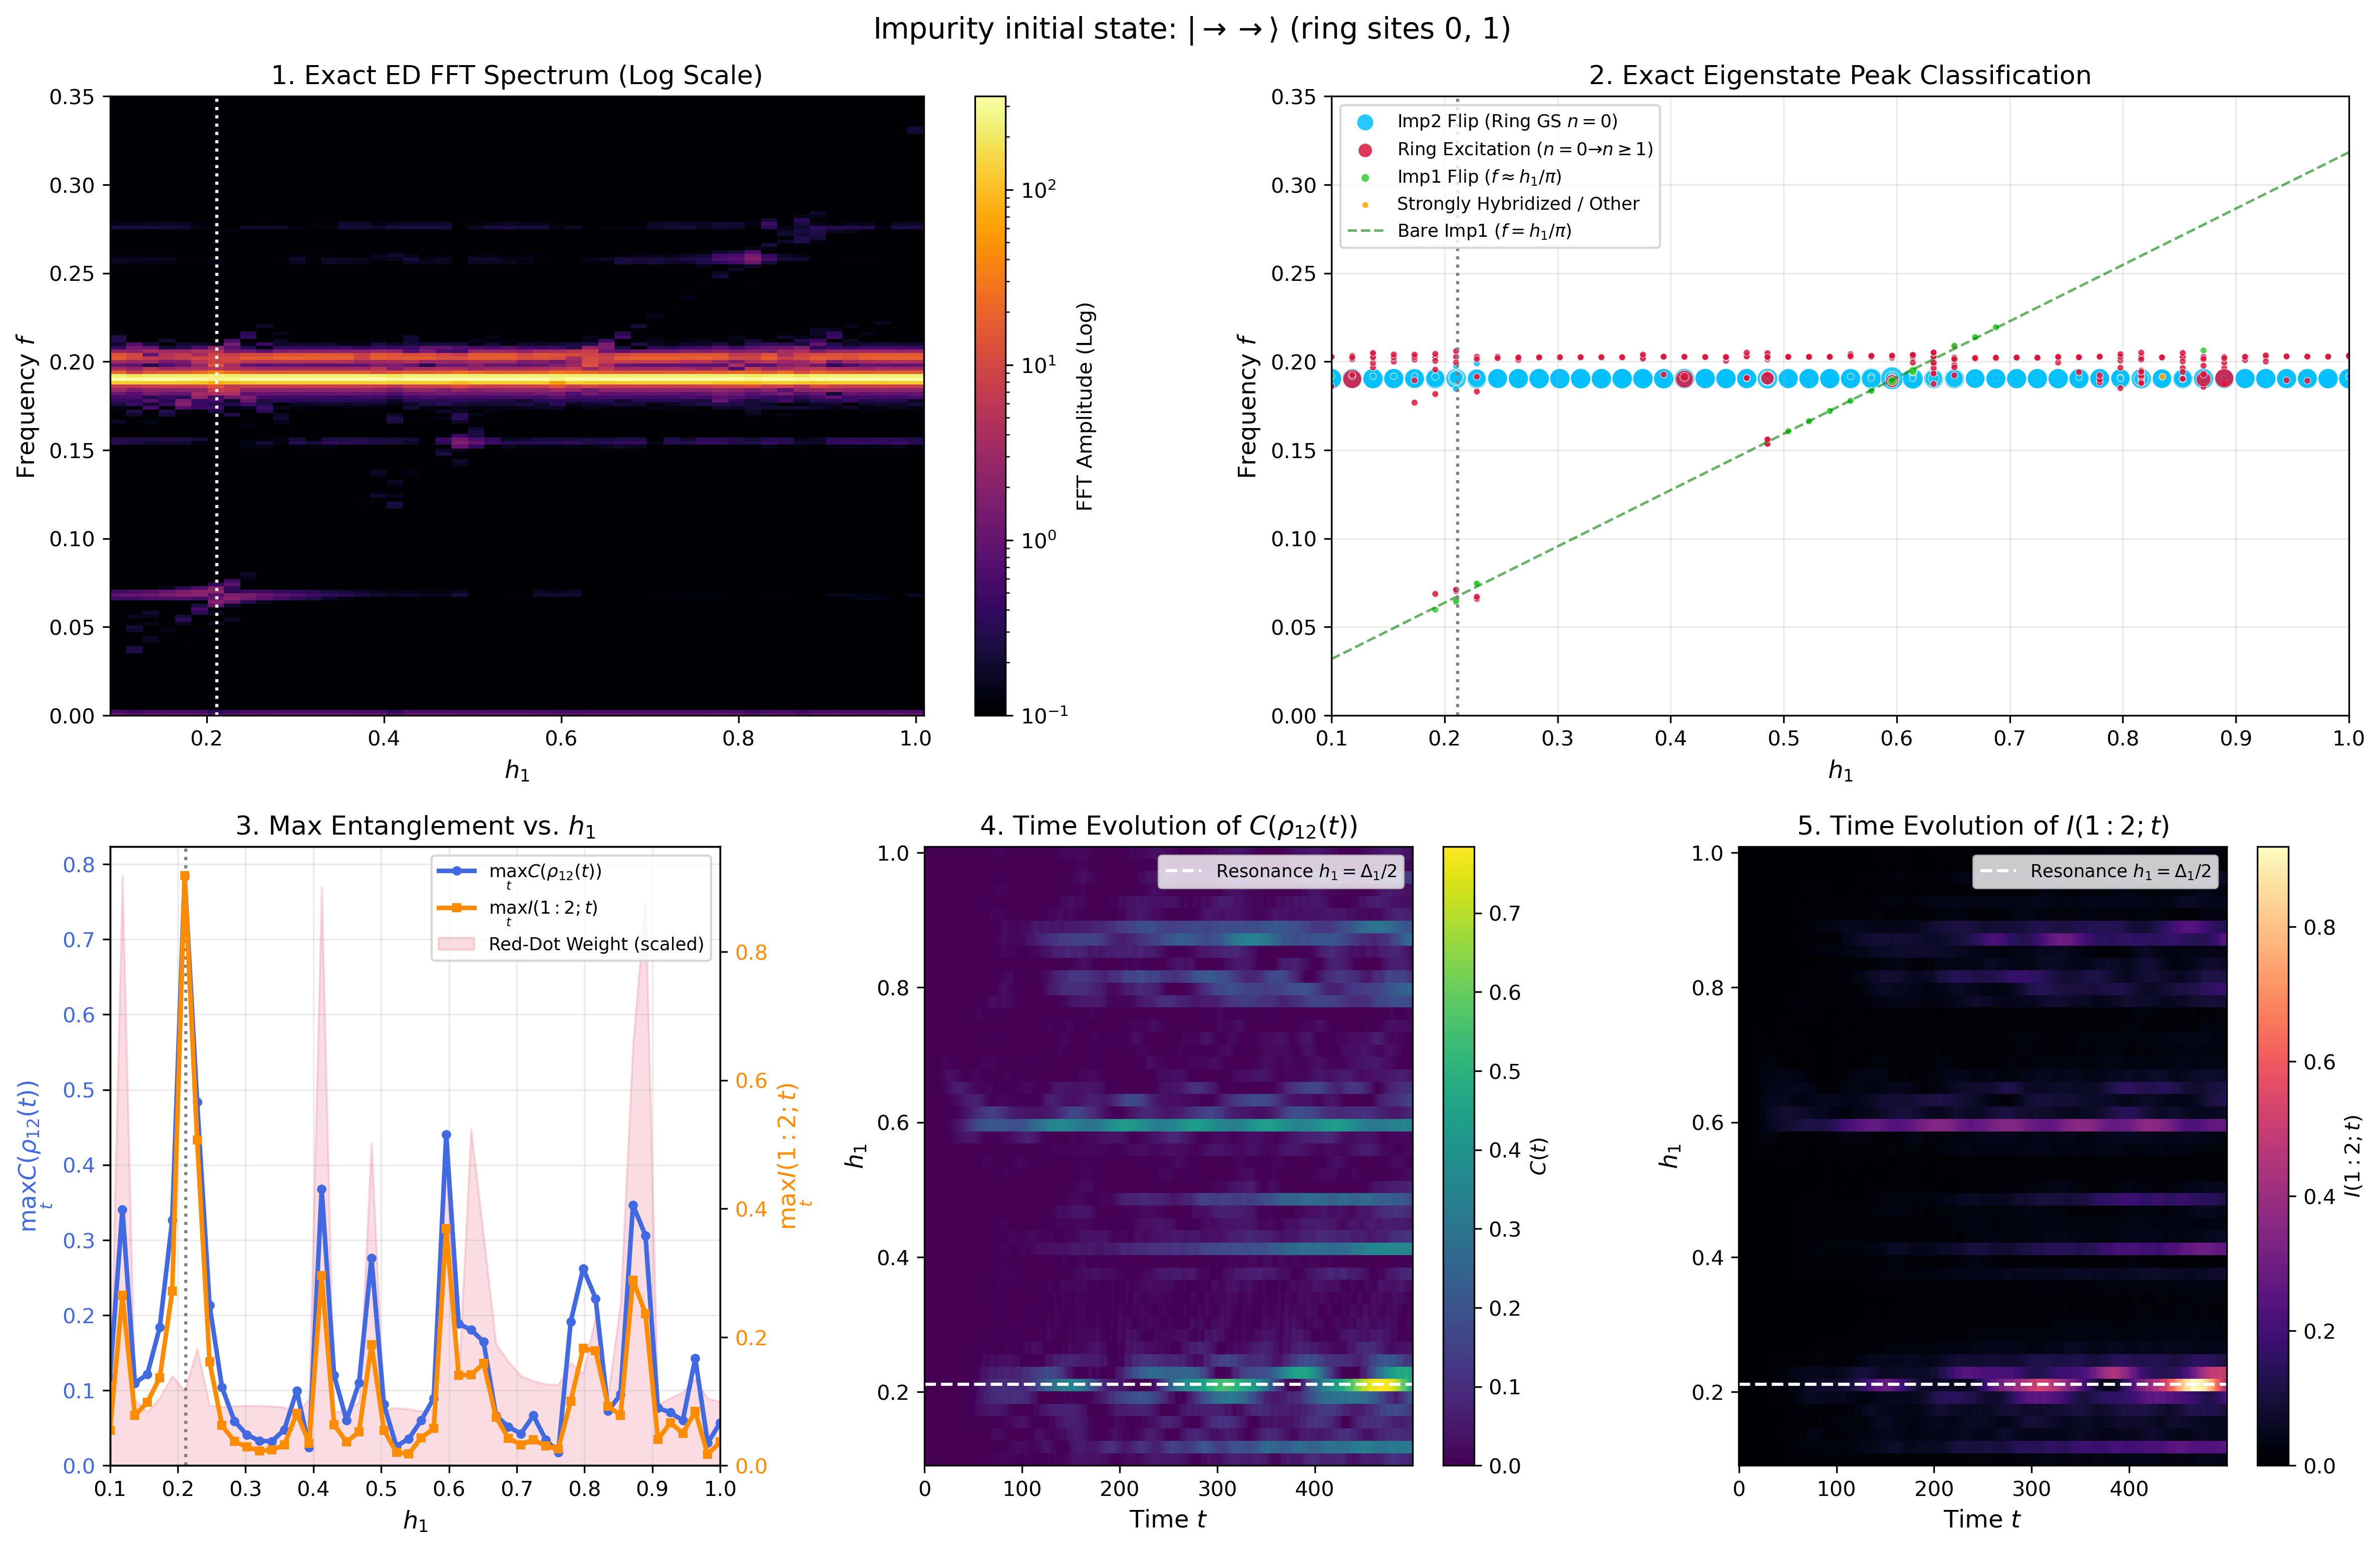 Impurity initial state: |→→⟩ (ring sites 0, 1)
1. Exact ED FFT Spectrum (Log Scale)
0.35
0.30
0.25
0.20
0.15
0.10
0.05
0.00
Frequency f
0.2
0.4
0.6
0.8
1.0
h₁
10²
10¹
10⁰
10⁻¹
FFT Amplitude (Log)
2. Exact Eigenstate Peak Classification
Imp2 Flip (Ring GS n = 0)
Ring Excitation (n = 0→n ≥ 1)
Imp1 Flip (f ≈ h₁/π)
Strongly Hybridized / Other
Bare Imp1 (f = h₁/π)
0.35
0.30
0.25
0.20
0.15
0.10
0.05
0.00
Frequency f
0.1
0.2
0.3
0.4
0.5
0.6
0.7
0.8
0.9
1.0
h₁
3. Max Entanglement vs. h₁
max C(ρ₁₂(t))
t
max I(1 : 2; t)
t
Red-Dot Weight (scaled)
0.8
0.7
0.6
0.5
0.4
0.3
0.2
0.1
0.0
max C(ρ₁₂(t))
t
0.8
0.6
0.4
0.2
0.0
max I(1 : 2; t)
t
0.1
0.2
0.3
0.4
0.5
0.6
0.7
0.8
0.9
1.0
h₁
4. Time Evolution of C(ρ₁₂(t))
Resonance h₁ = Δ₁/2
1.0
0.8
0.6
0.4
0.2
h₁
0
100
200
300
400
Time t
0.7
0.6
0.5
0.4
0.3
0.2
0.1
0.0
C(t)
5. Time Evolution of I(1 : 2; t)
Resonance h₁ = Δ₁/2
1.0
0.8
0.6
0.4
0.2
h₁
0
100
200
300
400
Time t
0.8
0.6
0.4
0.2
0.0
I(1 : 2; t)